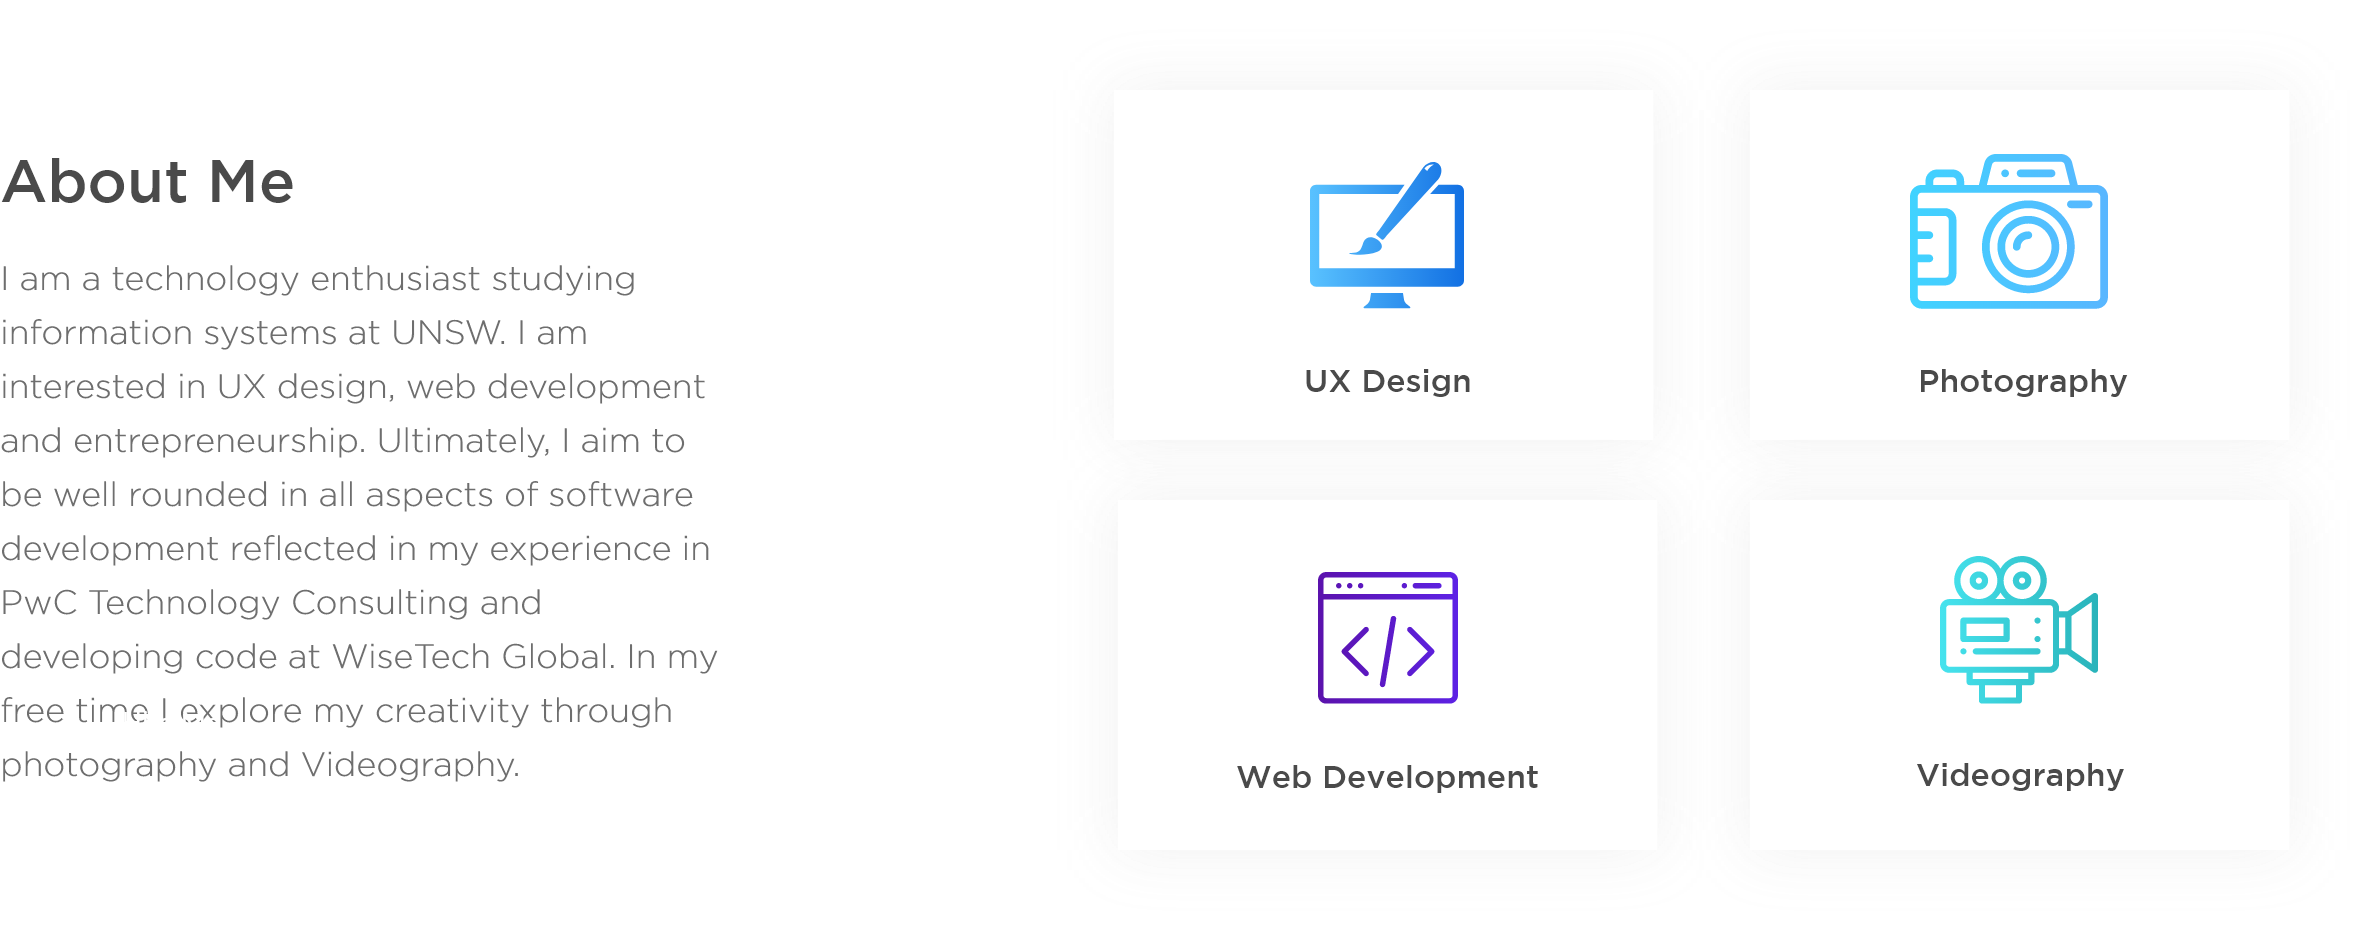 About Me
I am a technology enthusiast studying
information systems at UNSW. I am
interested in UX design, web development
and entrepreneurship. Ultimately, I aim to
be well rounded in all aspects of software
development reflected in my experience in
PwC Technology Consulting and
developing code at WiseTech Global. In my
free time I explore my creativity through
photography and Videography.
UX Design
Photography
Web Development
Videography